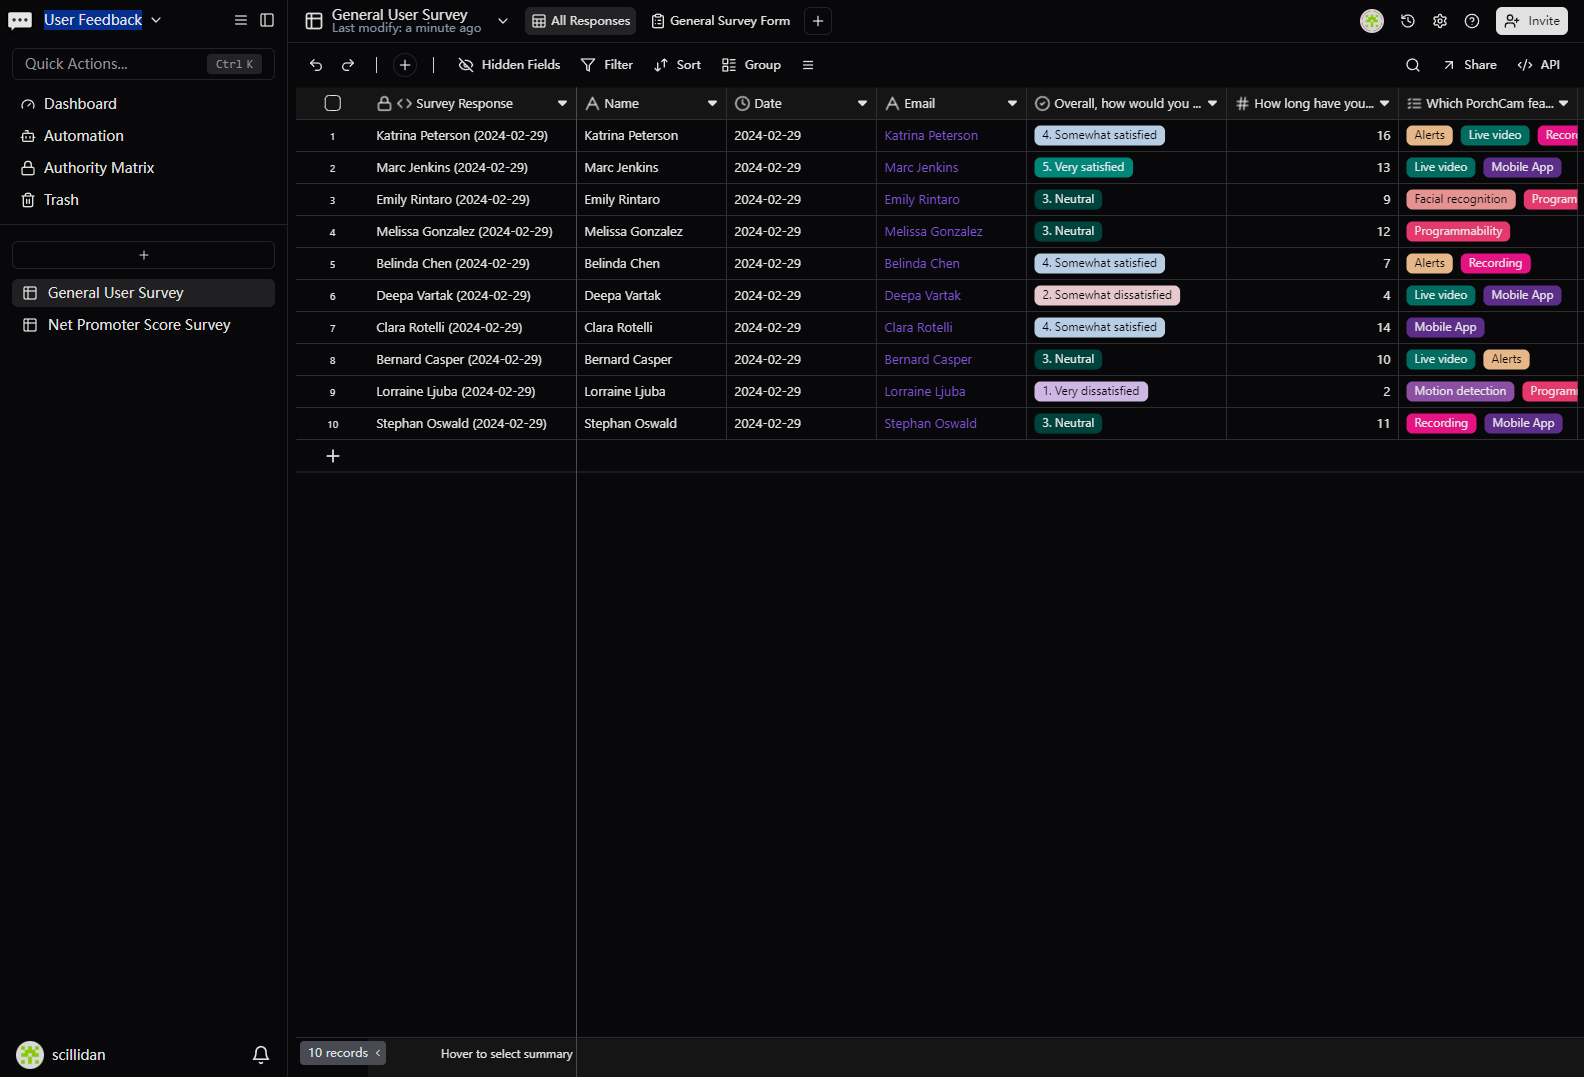 User Feedback
Quick Actions...
Ctrl K
Dashboard
Automation
Authority Matrix
Trash
General User Survey
Net Promoter Score Survey
scillidan
General User Survey
Last modify: a minute ago
All Responses
General Survey Form
Invite
Hidden Fields
Filter
Sort
Group
Share
API
Survey Response Name Date Email Overall, how would you ... How long have you... Which PorchCam fea...
1 Katrina Peterson (2024-02-29) Katrina Peterson 2024-02-29 Katrina Peterson 4. Somewhat satisfied 16 Alerts Live video Recor
2 Marc Jenkins (2024-02-29) Marc Jenkins 2024-02-29 Marc Jenkins 5. Very satisfied 13 Live video Mobile App
3 Emily Rintaro (2024-02-29) Emily Rintaro 2024-02-29 Emily Rintaro 3. Neutral 9 Facial recognition Program
4 Melissa Gonzalez (2024-02-29) Melissa Gonzalez 2024-02-29 Melissa Gonzalez 3. Neutral 12 Programmability
5 Belinda Chen (2024-02-29) Belinda Chen 2024-02-29 Belinda Chen 4. Somewhat satisfied 7 Alerts Recording
6 Deepa Vartak (2024-02-29) Deepa Vartak 2024-02-29 Deepa Vartak 2. Somewhat dissatisfied 4 Live video Mobile App
7 Clara Rotelli (2024-02-29) Clara Rotelli 2024-02-29 Clara Rotelli 4. Somewhat satisfied 14 Mobile App
8 Bernard Casper (2024-02-29) Bernard Casper 2024-02-29 Bernard Casper 3. Neutral 10 Live video Alerts
9 Lorraine Ljuba (2024-02-29) Lorraine Ljuba 2024-02-29 Lorraine Ljuba 1. Very dissatisfied 2 Motion detection Program
10 Stephan Oswald (2024-02-29) Stephan Oswald 2024-02-29 Stephan Oswald 3. Neutral 11 Recording Mobile App
10 records
Hover to select summary